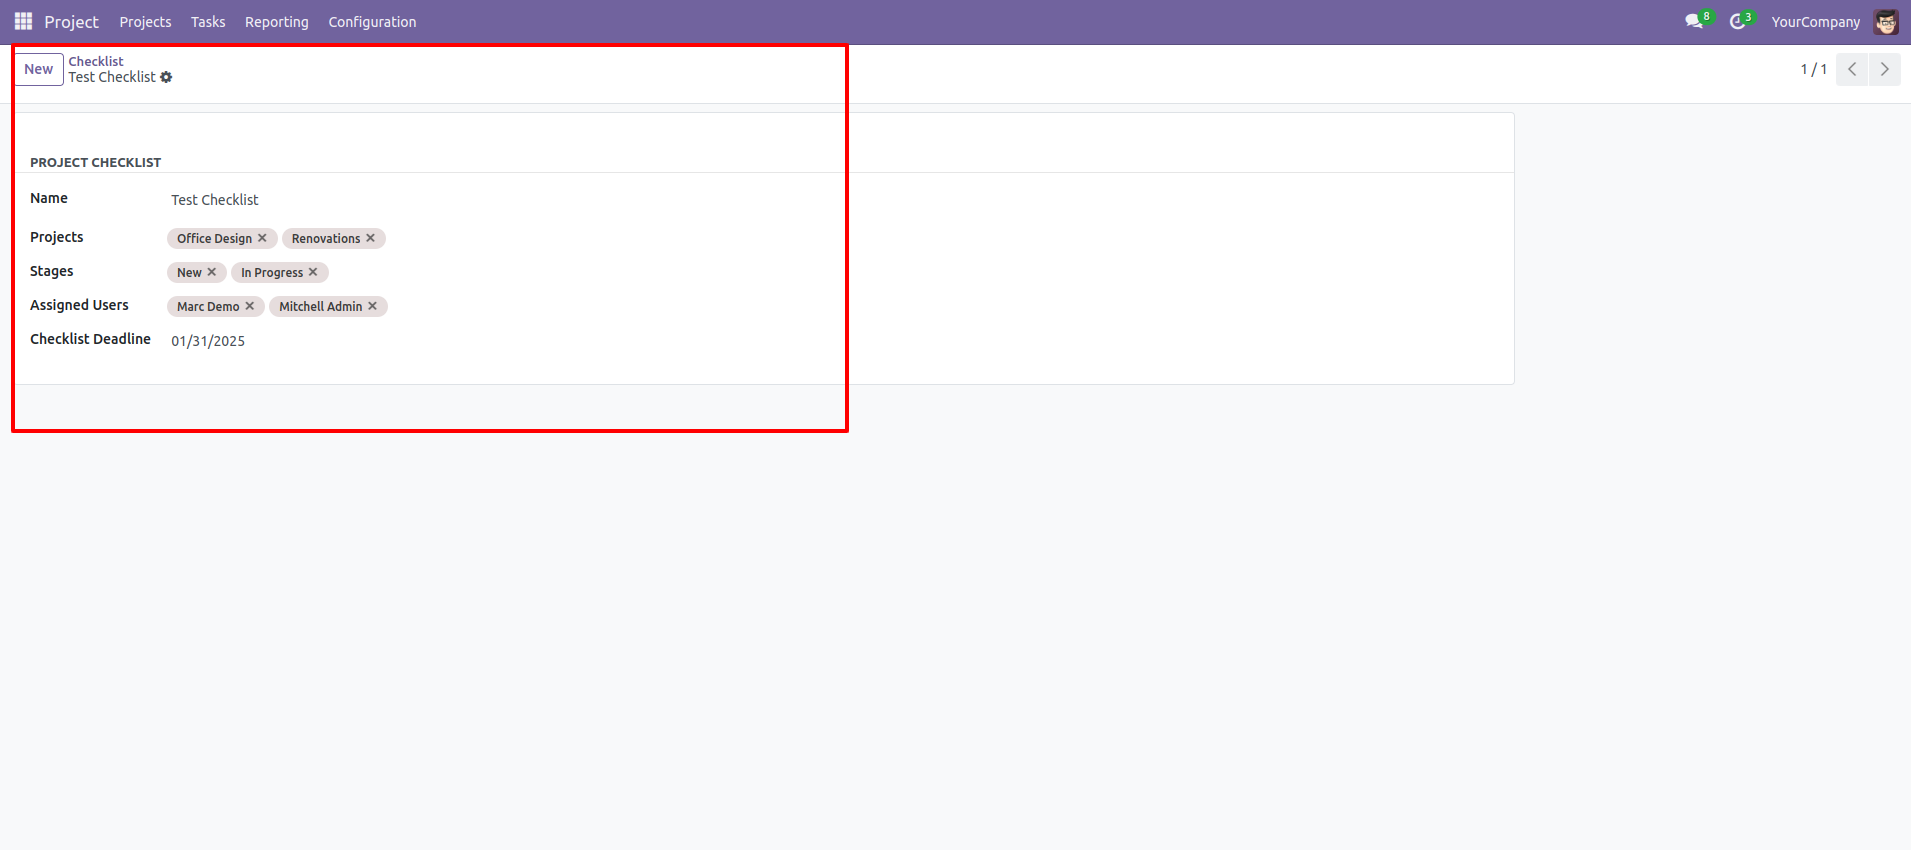 Project Projects Tasks Reporting Configuration 8 3 YourCompany
New Checklist
Test Checklist 1 / 1
PROJECT CHECKLIST
Name Test Checklist
Projects Office Design ✕ Renovations ✕
Stages New ✕ In Progress ✕
Assigned Users Marc Demo ✕ Mitchell Admin ✕
Checklist Deadline 01/31/2025